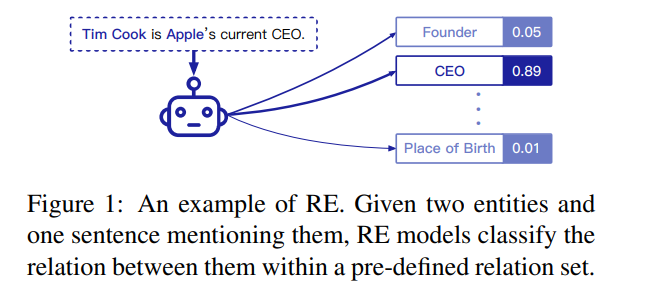 Tim Cook is Apple's current CEO.
Founder 0.05
CEO 0.89
Place of Birth 0.01
Figure 1: An example of RE. Given two entities and
one sentence mentioning them, RE models classify the
relation between them within a pre-defined relation set.